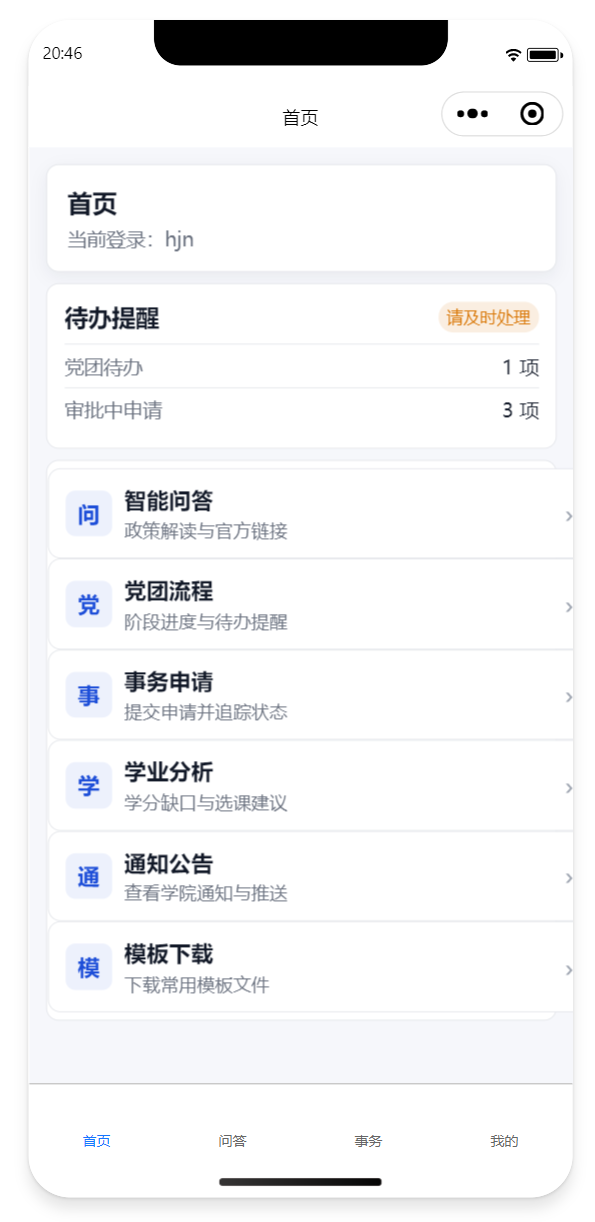 20:46
首页
首页
当前登录：hjn
待办提醒
请及时处理
党团待办
1 项
审批中申请
3 项
问
智能问答
政策解读与官方链接
党
党团流程
阶段进度与待办提醒
事
事务申请
提交申请并追踪状态
学
学业分析
学分缺口与选课建议
通
通知公告
查看学院通知与推送
模
模板下载
下载常用模板文件
首页
问答
事务
我的